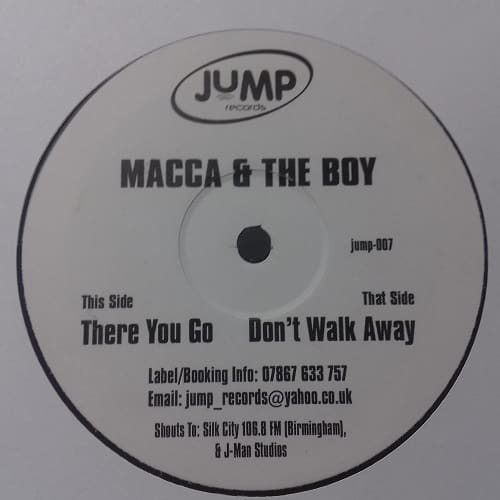 JUMP
records
MACCA & THE BOY
jump-007
This Side That Side
There You Go Don't Walk Away
Label/Booking Info: 07867 633 757
Email: jump_records@yahoo.co.uk
Shouts To: Silk City 106.8 FM (Birmingham),
& J-Man Studios